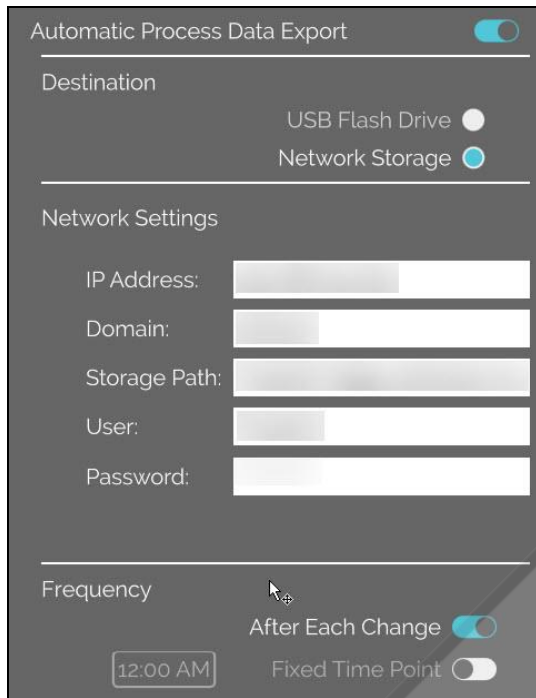 Automatic Process Data Export
Destination
USB Flash Drive
Network Storage
Network Settings
IP Address:
Domain:
Storage Path:
User:
Password:
Frequency
After Each Change
12:00 AM Fixed Time Point